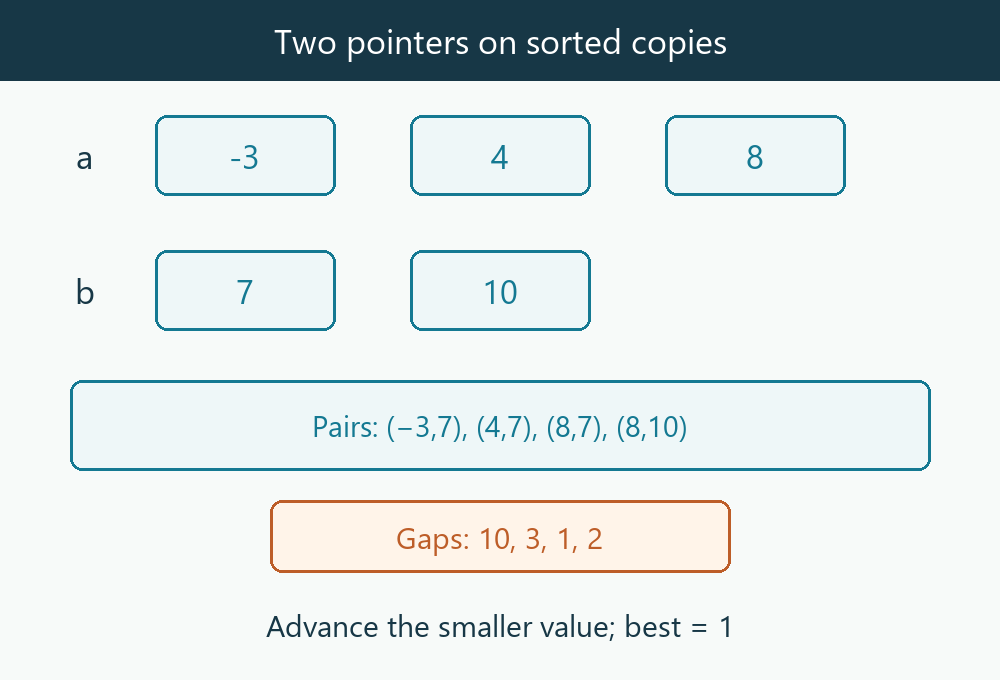 Two pointers on sorted copies
a -3 4 8
b 7 10
Pairs: (−3,7), (4,7), (8,7), (8,10)
Gaps: 10, 3, 1, 2
Advance the smaller value; best = 1